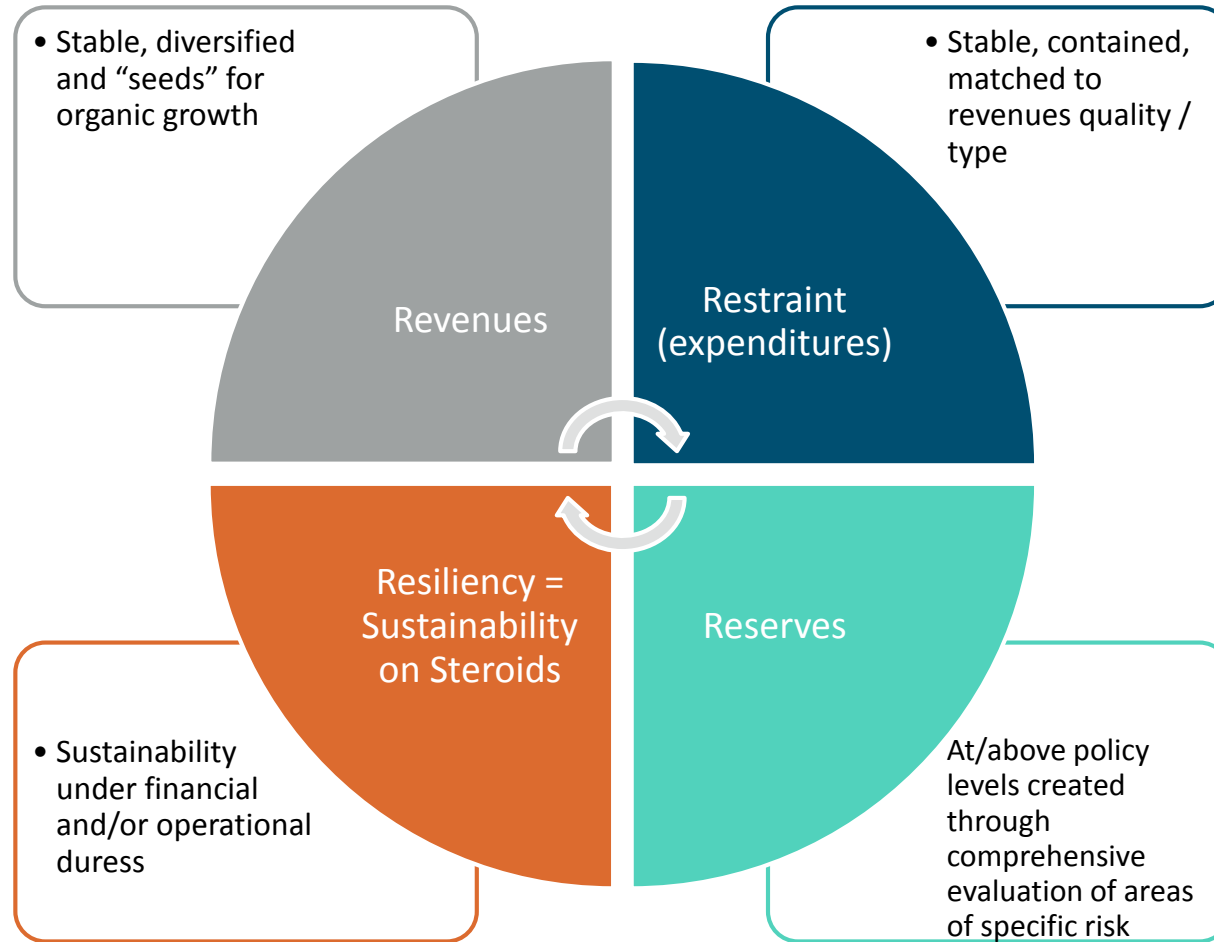 • Stable, diversified
and “seeds” for
organic growth
• Stable, contained,
matched to
revenues quality /
type
Revenues
Restraint
(expenditures)
Resiliency =
Sustainability
on Steroids
Reserves
• Sustainability
under financial
and/or operational
duress
At/above policy
levels created
through
comprehensive
evaluation of areas
of specific risk